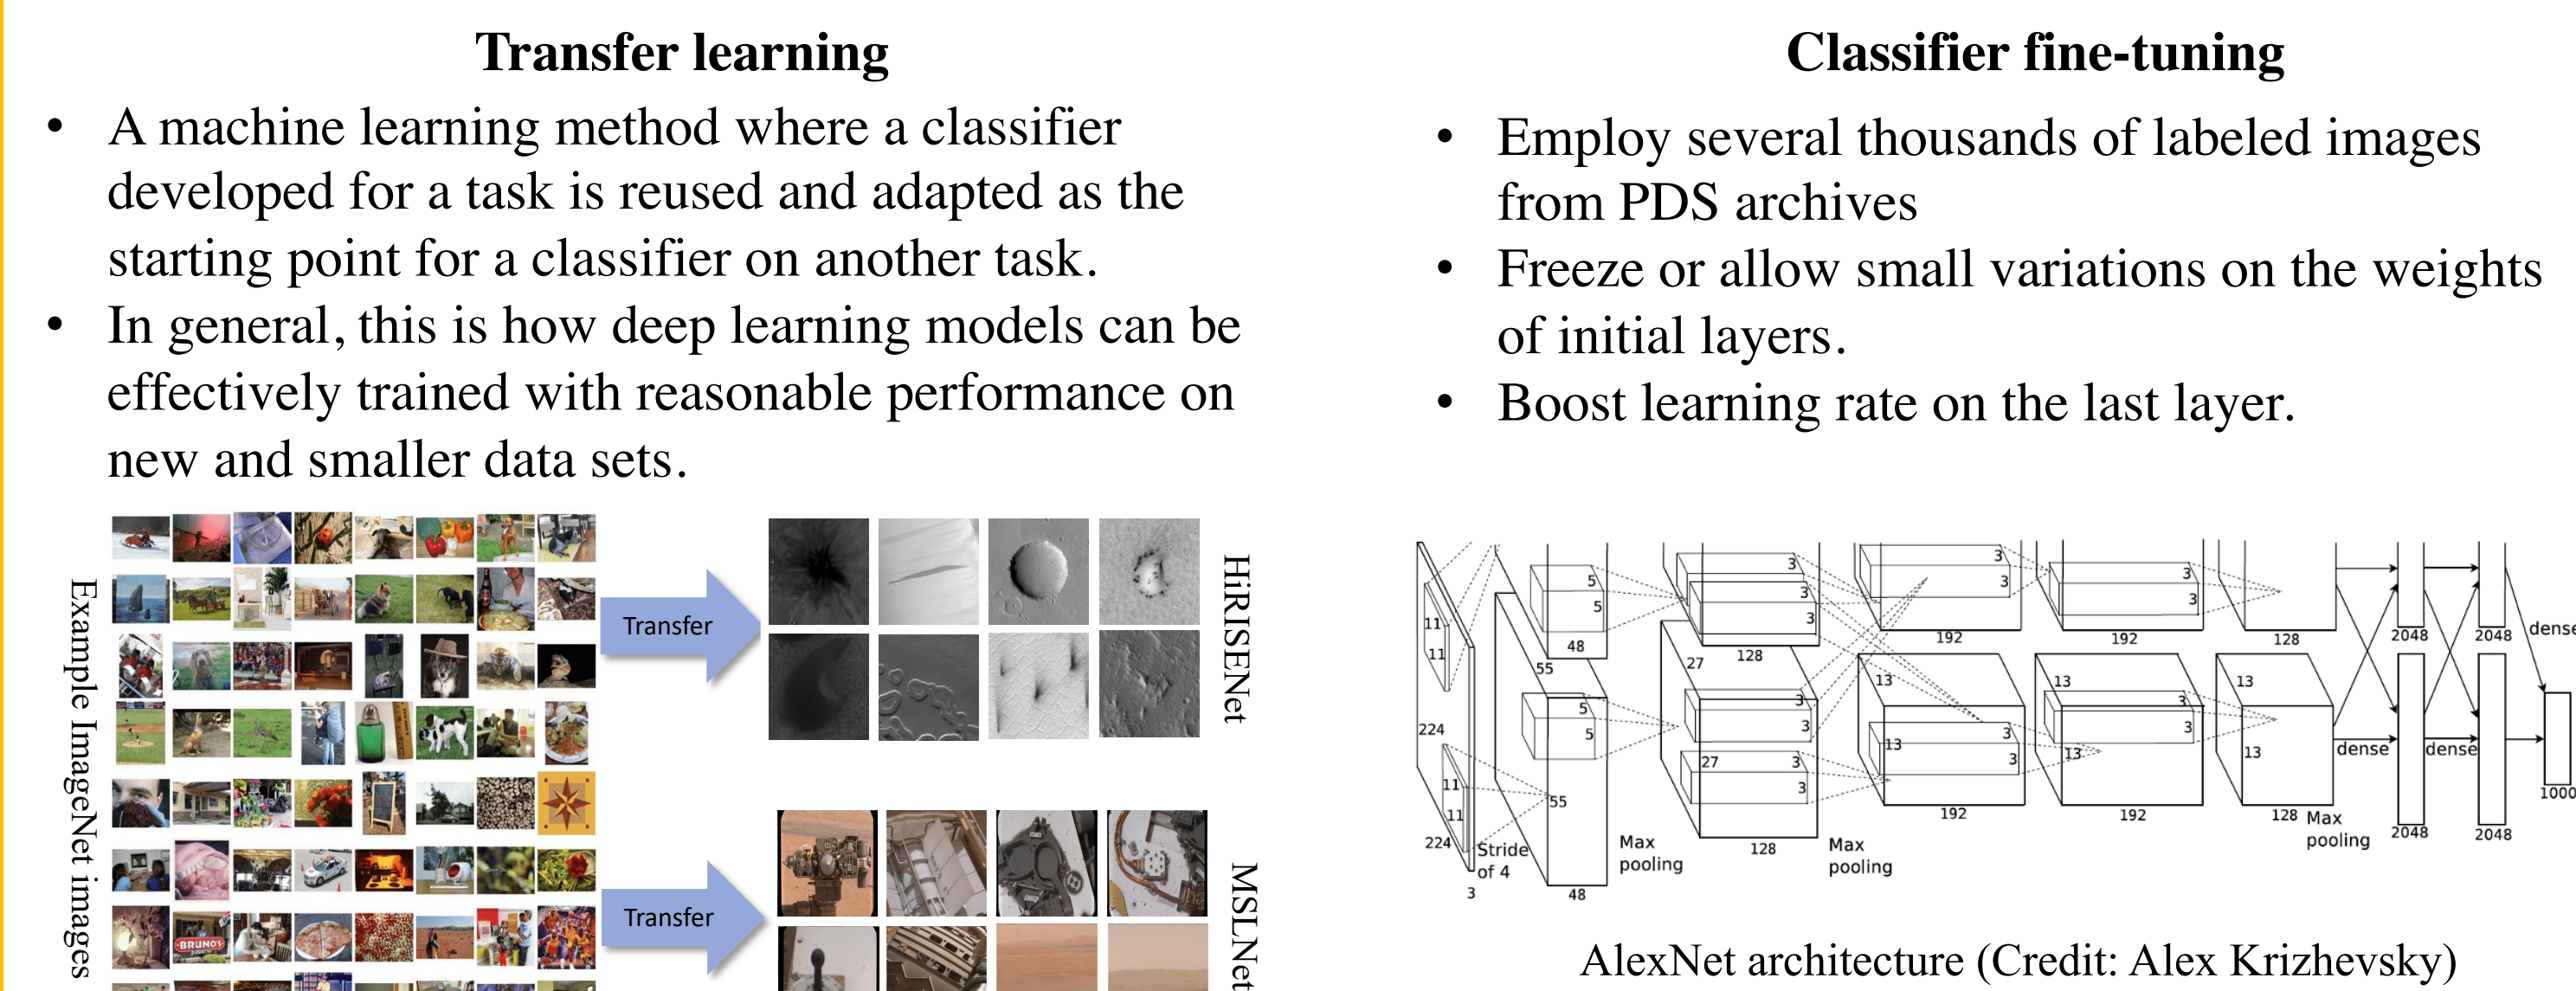 Transfer learning
• A machine learning method where a classifier
developed for a task is reused and adapted as the
starting point for a classifier on another task.
• In general, this is how deep learning models can be
effectively trained with reasonable performance on
new and smaller data sets.
Example ImageNet images
BRUNO'S
Transfer
HiRISENet
Transfer
MSLNet
Classifier fine-tuning
• Employ several thousands of labeled images
from PDS archives
• Freeze or allow small variations on the weights
of initial layers.
• Boost learning rate on the last layer.
11
11
224
11
11
224
3
Stride
of 4
5
5
48
55
5
5
55
48
Max
pooling
3
3
3
128
27
3
3
27
3
3
128
Max
pooling
3
3
192
13
3
3
13
192
3
3
192
13
3
3
13
192
128
13
13
128
Max
pooling
2048
2048
dense
dense
dense
2048
2048
1000
AlexNet architecture (Credit: Alex Krizhevsky)